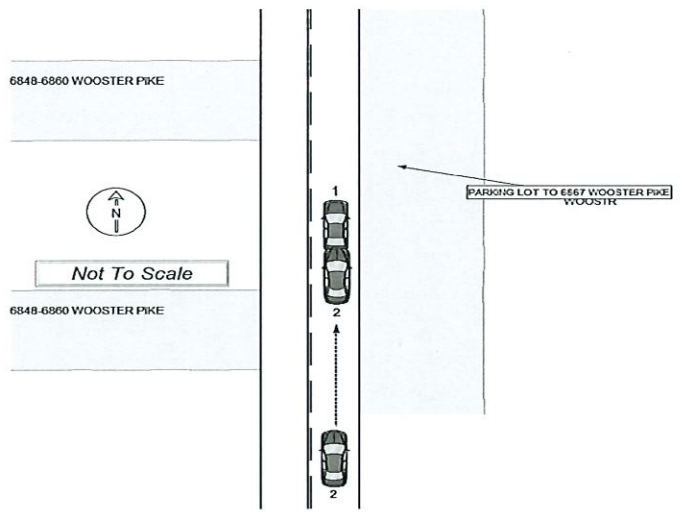 6848-6860 WOOSTER PIKE
1
PARKING LOT TO 6867 WOOSTER PIKE
WOOSTR
N
Not To Scale
6848-6860 WOOSTER PIKE
2
2